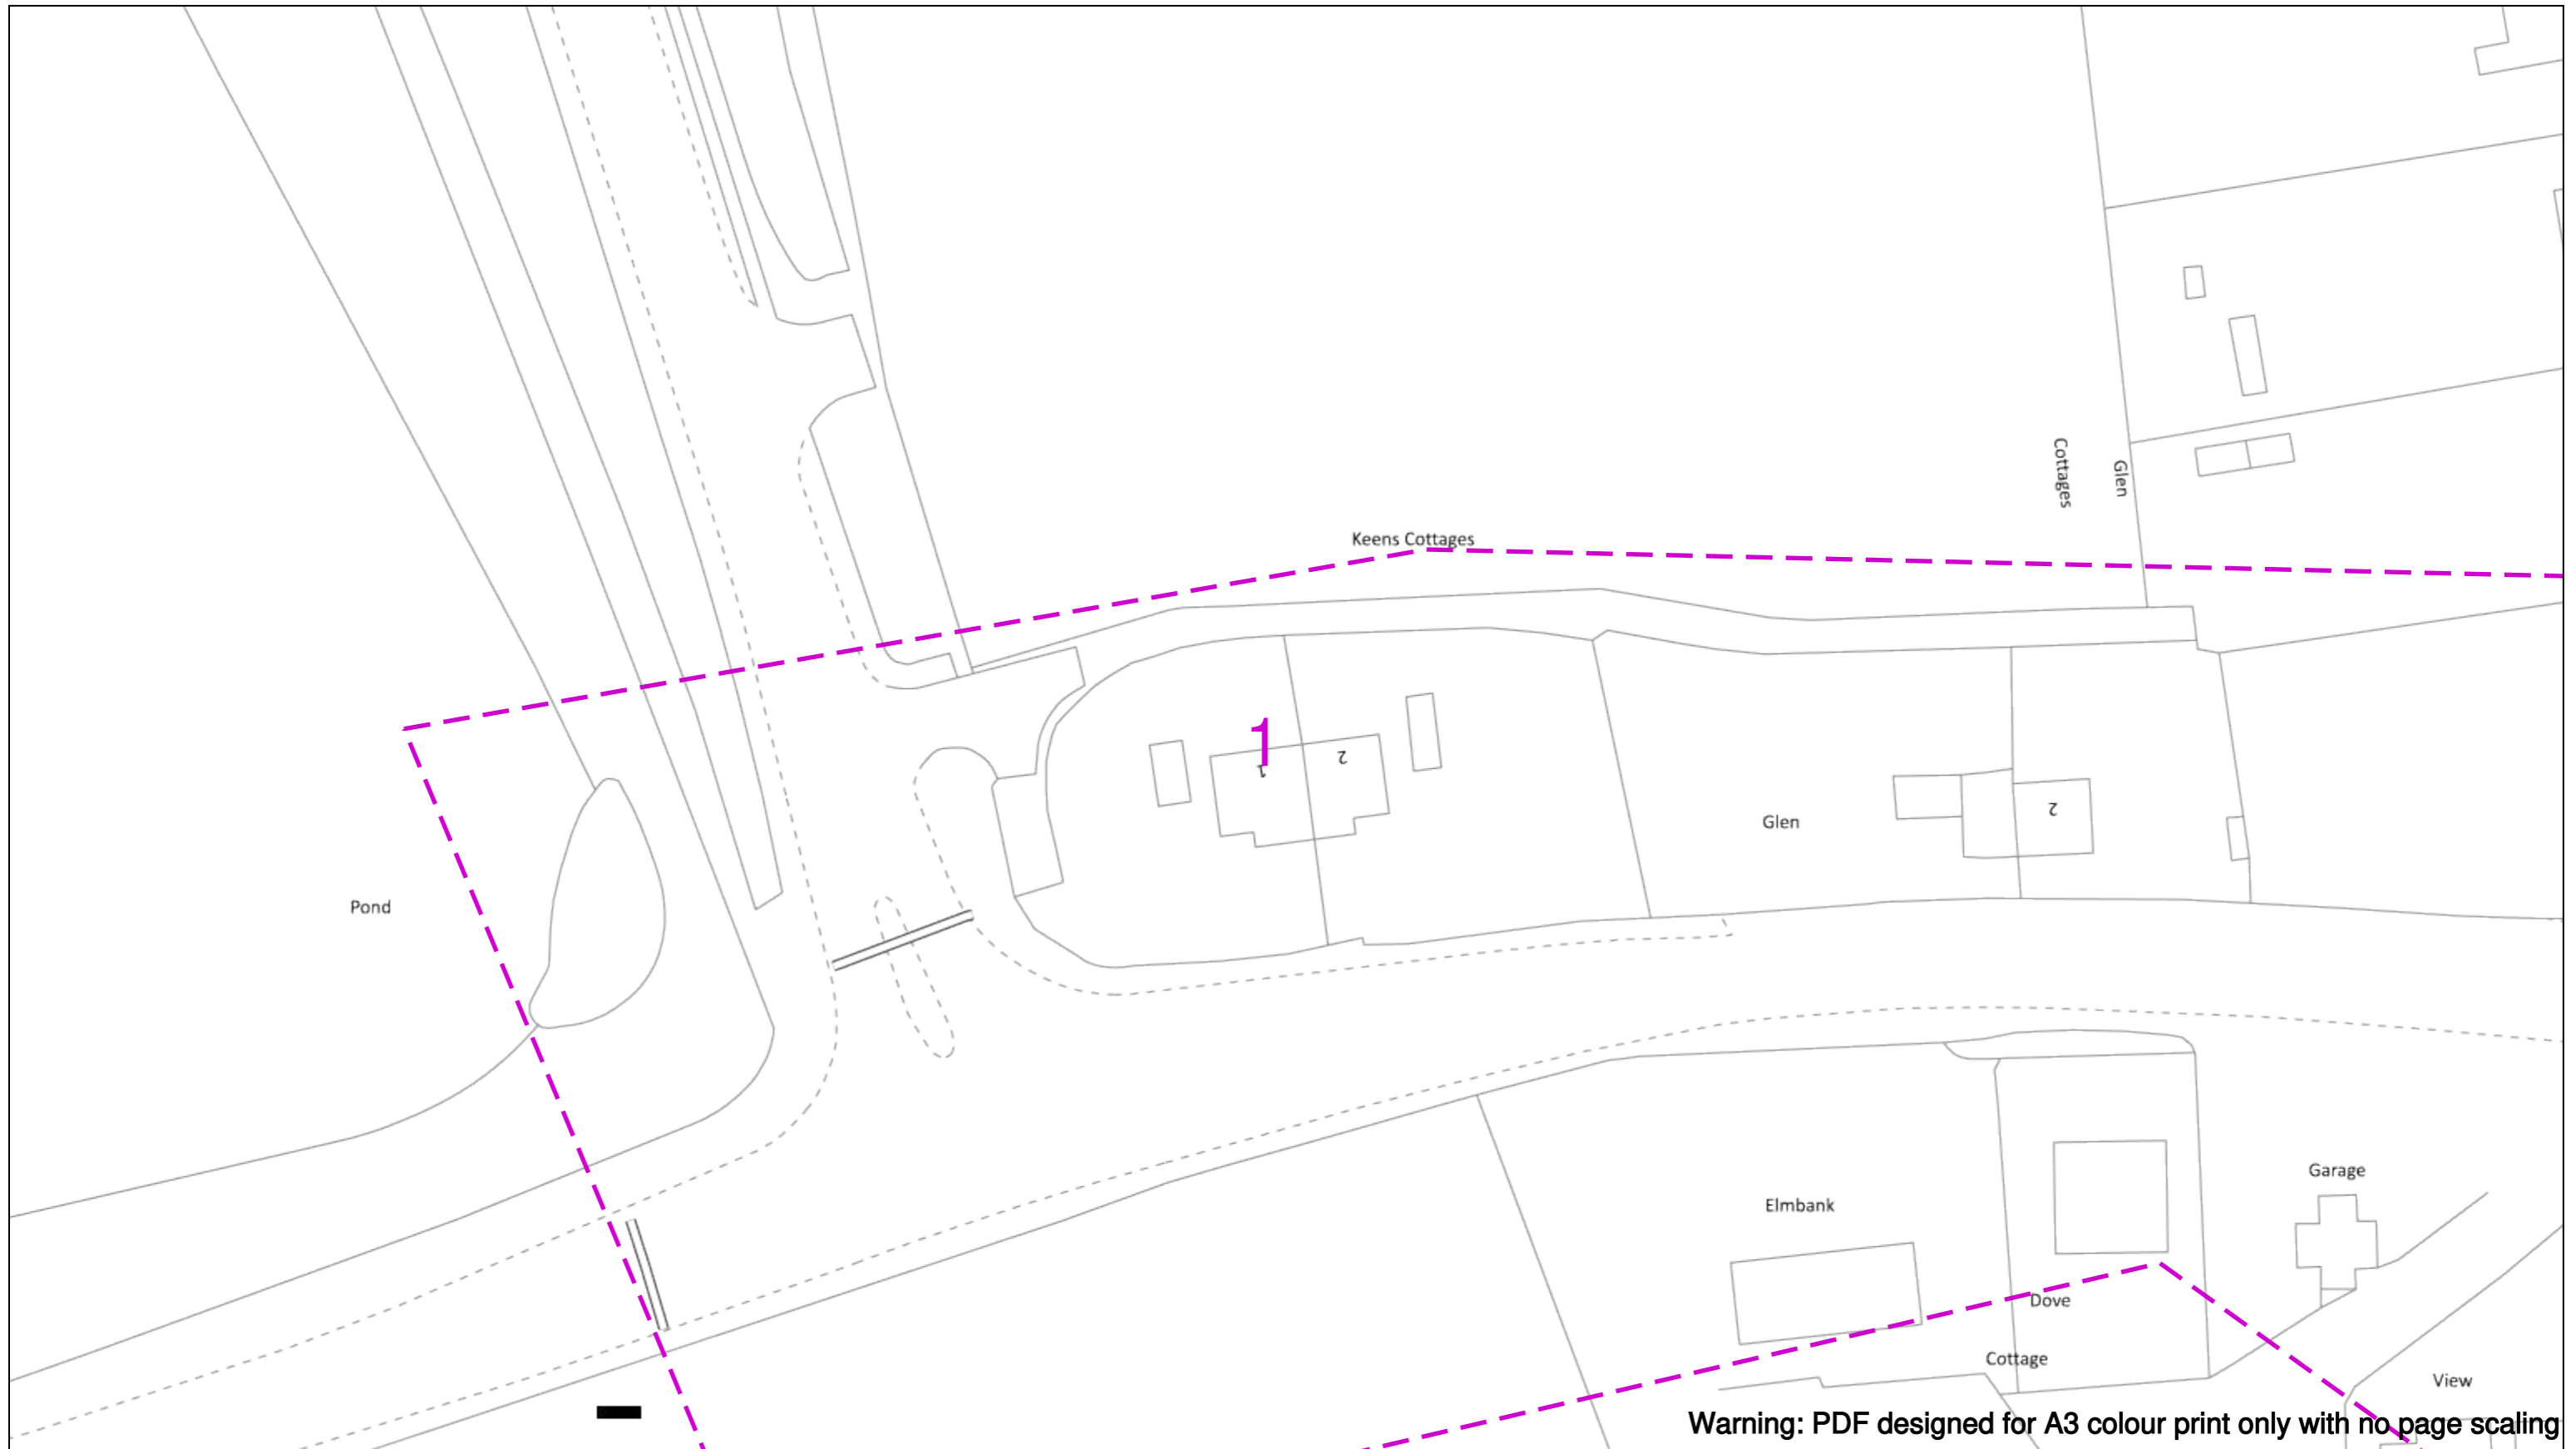 Cottages
Glen
Keens Cottages
1
1
2
Glen
2
Pond
Garage
Elmbank
Dove
Cottage
View
Warning: PDF designed for A3 colour print only with no page scaling